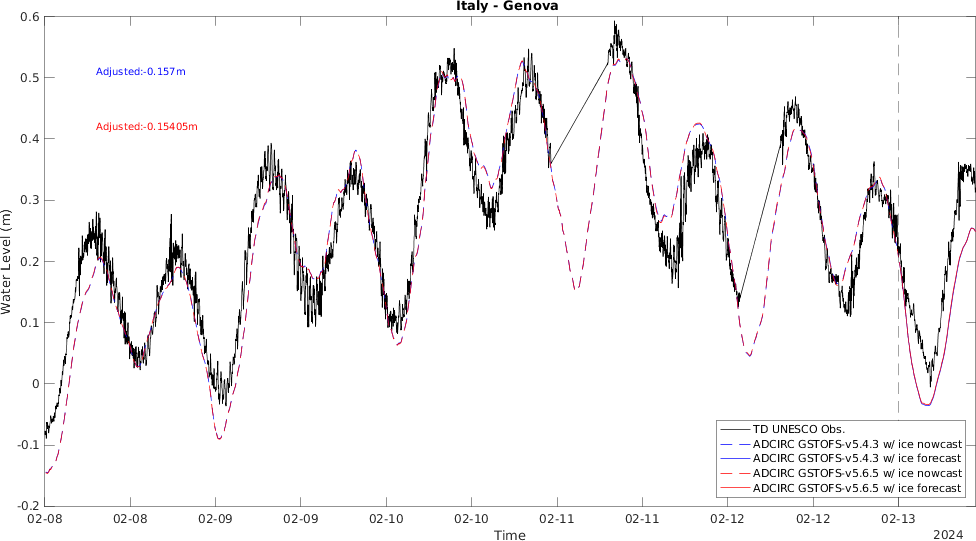 Italy - Genova
0.6
0.5
0.4
0.3
0.2
0.1
0
-0.1
-0.2
Water Level (m)
Adjusted:-0.157m
Adjusted:-0.15405m
TD UNESCO Obs.
ADCIRC GSTOFS-v5.4.3 w/ ice nowcast
ADCIRC GSTOFS-v5.4.3 w/ ice forecast
ADCIRC GSTOFS-v5.6.5 w/ ice nowcast
ADCIRC GSTOFS-v5.6.5 w/ ice forecast
02-08 02-08 02-09 02-09 02-10 02-10 02-11 02-11 02-12 02-12 02-13
Time
2024